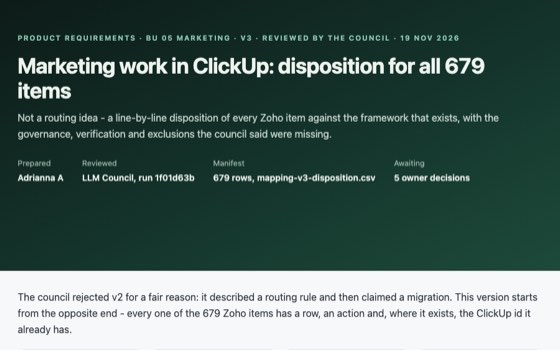 PRODUCT REQUIREMENTS · BU 05 MARKETING · V3 · REVIEWED BY THE COUNCIL · 19 NOV 2026
Marketing work in ClickUp: disposition for all 679
items
Not a routing idea - a line-by-line disposition of every Zoho item against the framework that exists, with the
governance, verification and exclusions the council said were missing.
Prepared Reviewed Manifest Awaiting
Adrianna A LLM Council, run 1f01d63b 679 rows, mapping-v3-disposition.csv 5 owner decisions
The council rejected v2 for a fair reason: it described a routing rule and then claimed a migration. This version starts
from the opposite end - every one of the 679 Zoho items has a row, an action and, where it exists, the ClickUp id it
already has.